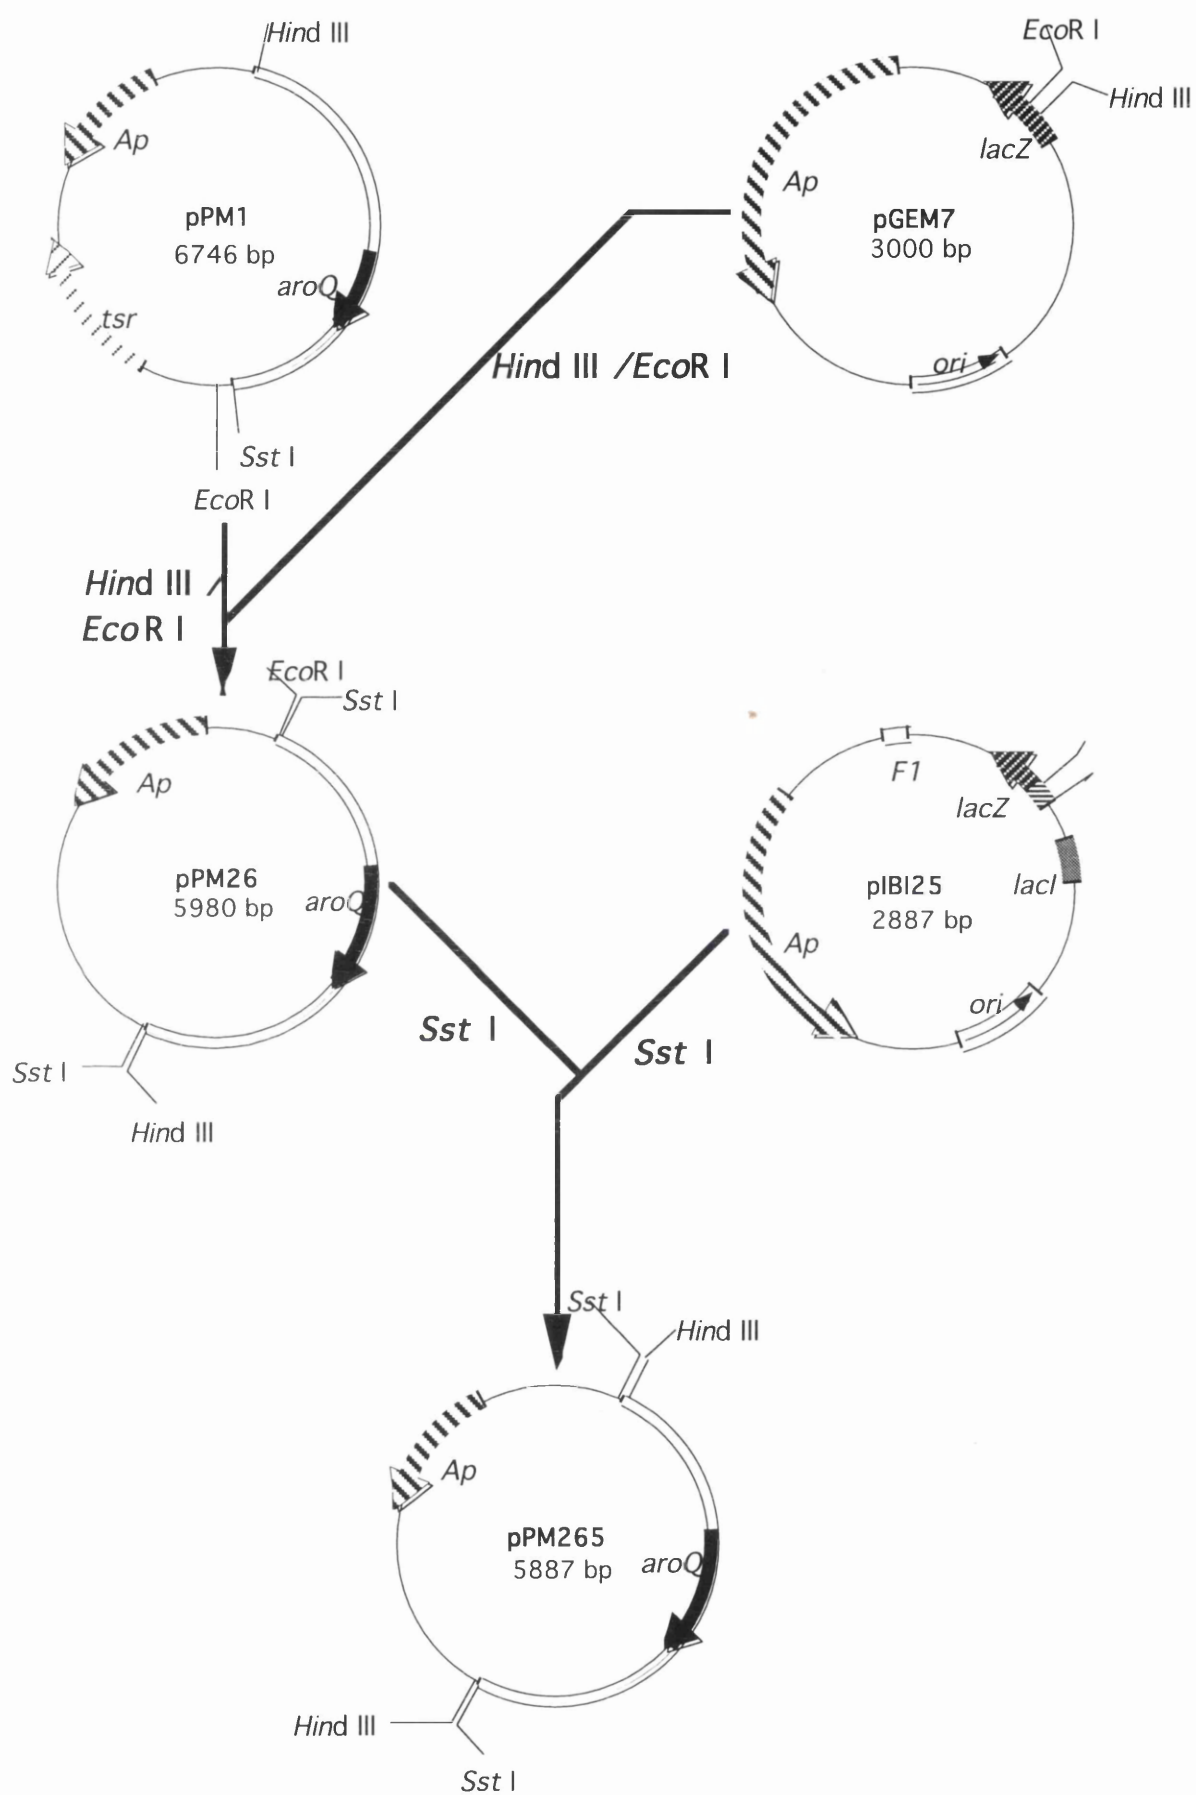 Hind III
Ap
pPM1
6746 bp
aroQ
tsr
Sst I
EcoR I
EcoR I
Hind III
lacZ
Ap
pGEM7
3000 bp
ori
Hind III /EcoR I
Hind III /
EcoR I
EcoR I
Sst I
Ap
pPM26
5980 bp
aroQ
Sst I
Hind III
F1
lacZ
lacI
pIBI25
2887 bp
Ap
ori
Sst I
Sst I
Sst I
Hind III
Ap
pPM265
5887 bp
aroQ
Hind III
Sst I